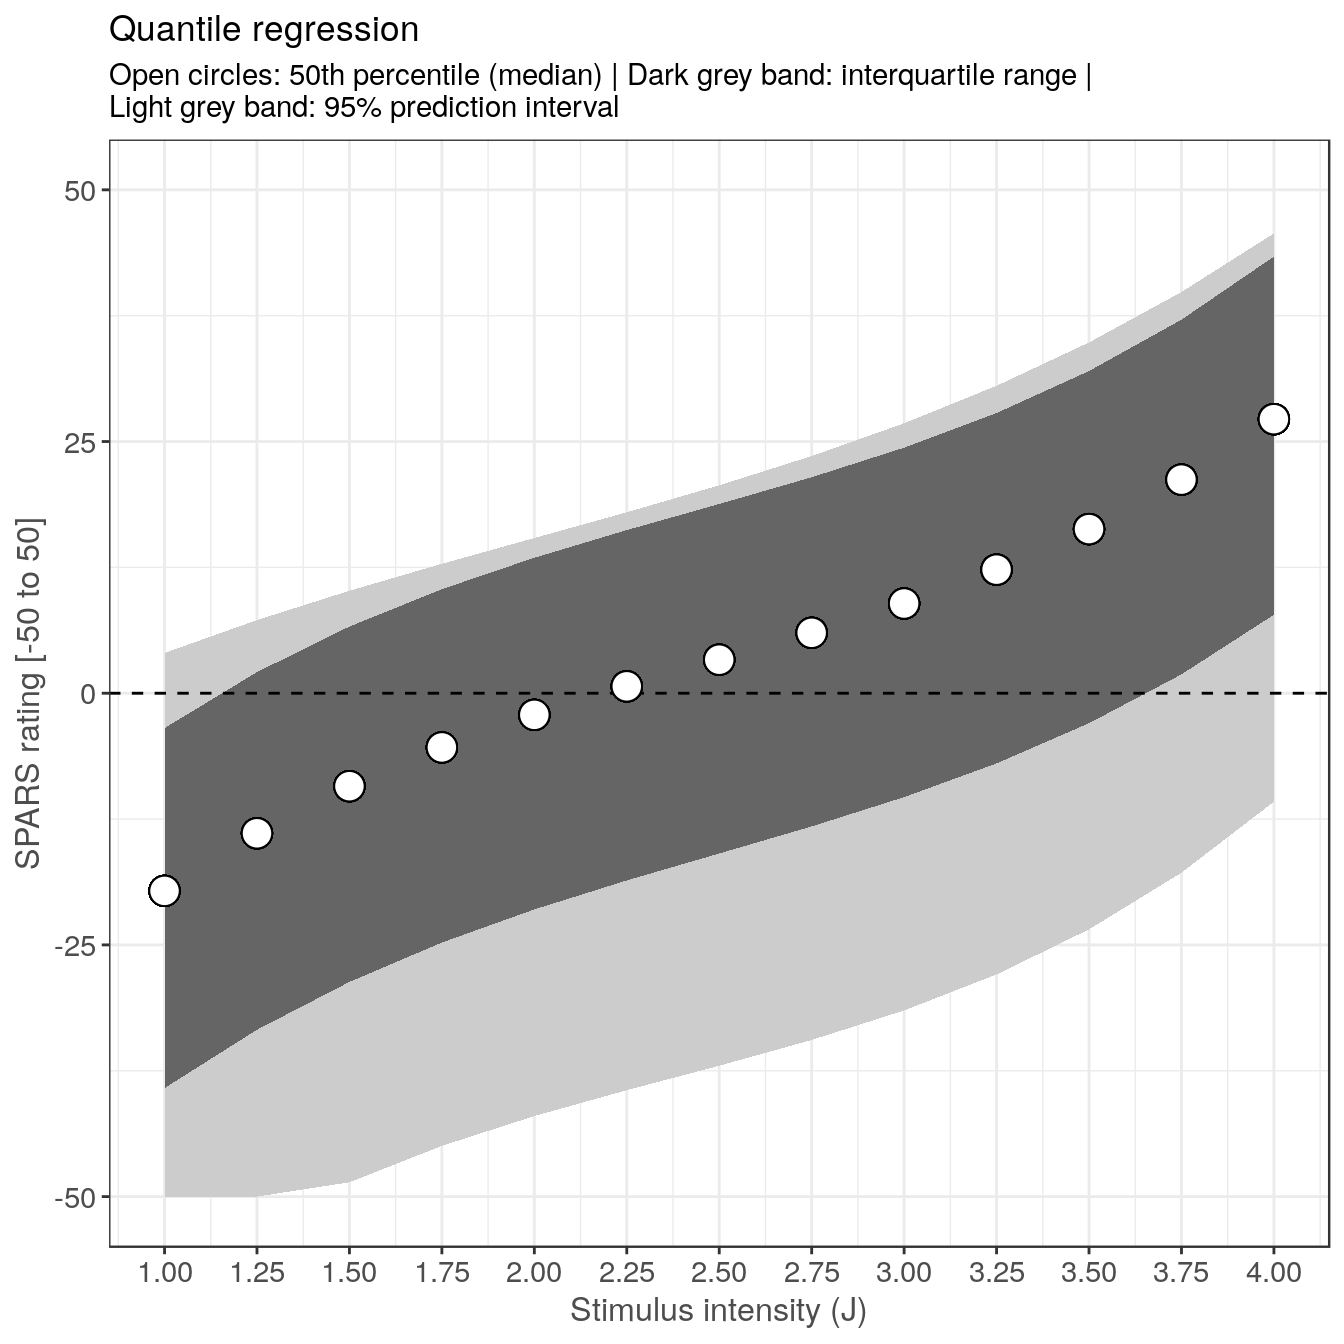 Quantile regression
Open circles: 50th percentile (median) | Dark grey band: interquartile range |
Light grey band: 95% prediction interval
50
25
0
-25
-50
SPARS rating [-50 to 50]
1.00 1.25 1.50 1.75 2.00 2.25 2.50 2.75 3.00 3.25 3.50 3.75 4.00
Stimulus intensity (J)